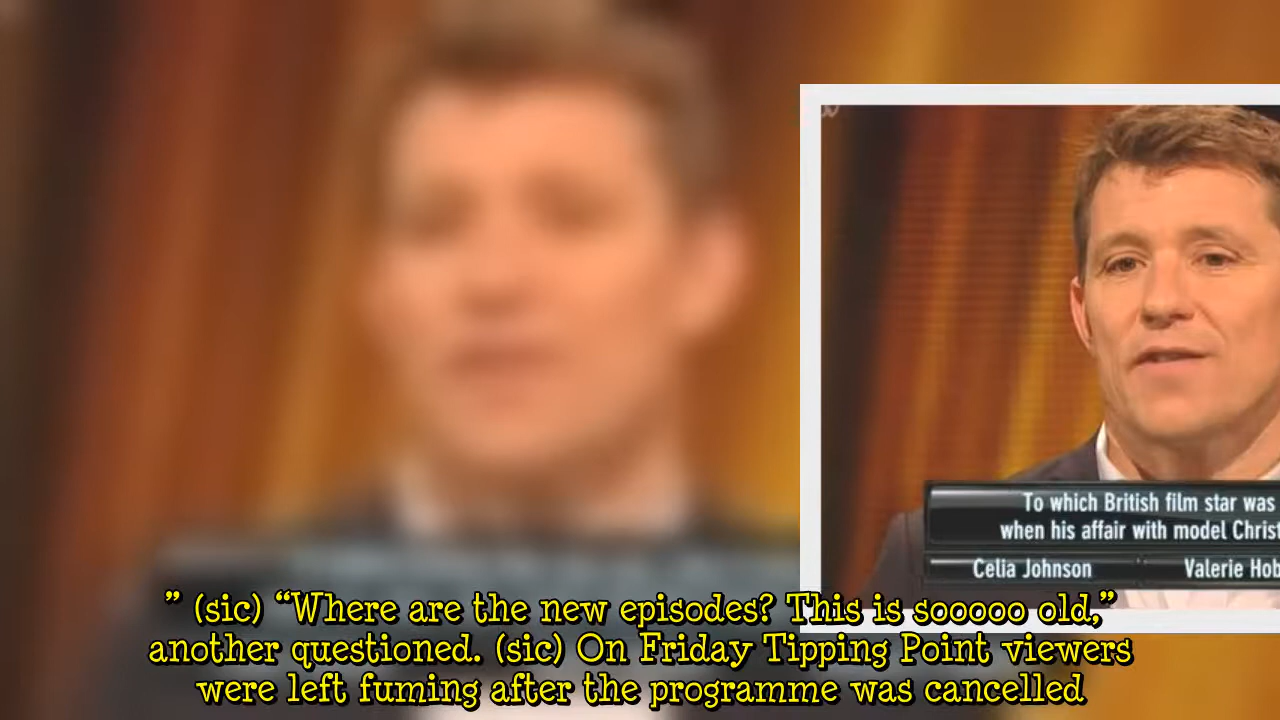 To which British film star was
when his affair with model Christ
Celia Johnson
Valerie Hob
” (sic) “Where are the new episodes? This is sooooo old,”
another questioned. (sic) On Friday Tipping Point viewers
were left fuming after the programme was cancelled